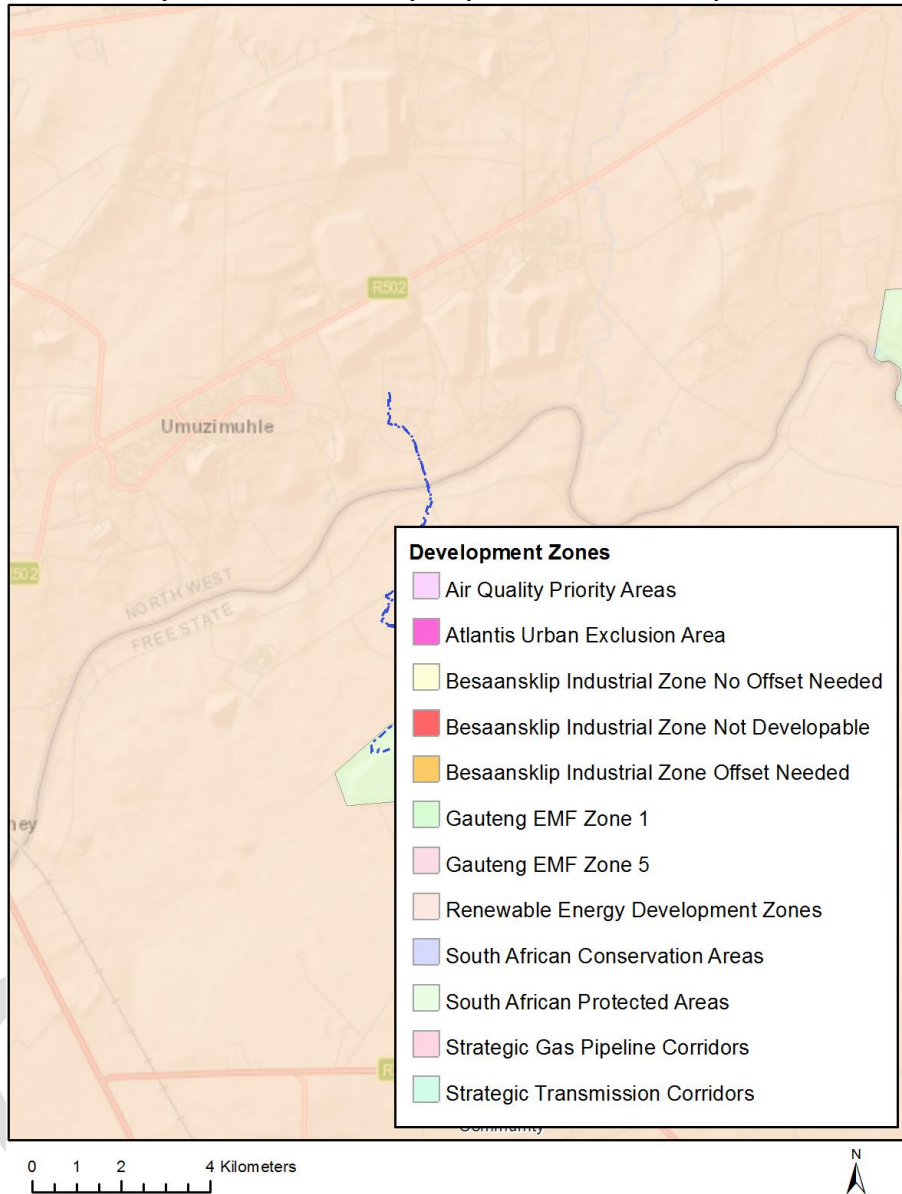 R502
Umuzimuhle
502
NORTH WEST
FREE STATE
ney
R
Development Zones
Air Quality Priority Areas
Atlantis Urban Exclusion Area
Besaansklip Industrial Zone No Offset Needed
Besaansklip Industrial Zone Not Developable
Besaansklip Industrial Zone Offset Needed
Gauteng EMF Zone 1
Gauteng EMF Zone 5
Renewable Energy Development Zones
South African Conservation Areas
South African Protected Areas
Strategic Gas Pipeline Corridors
Strategic Transmission Corridors
Community
0 1 2 4 Kilometers
N